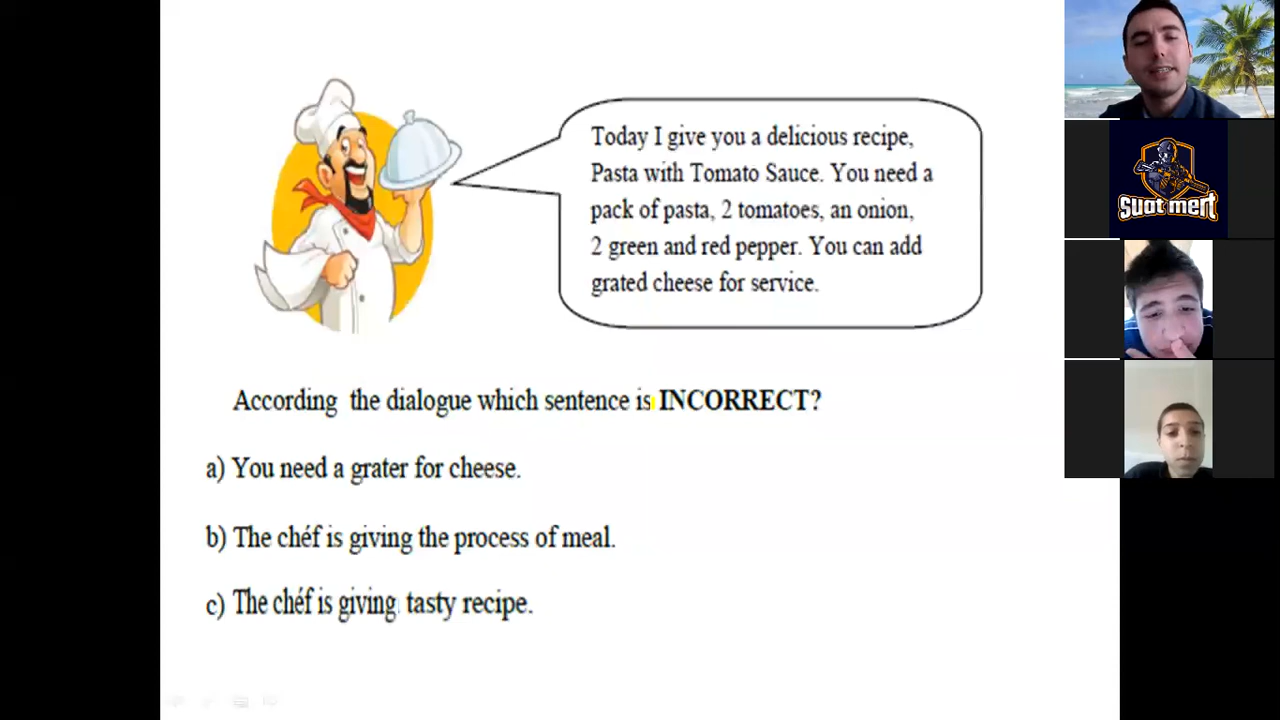 Today I give you a delicious recipe,
Pasta with Tomato Sauce. You need a
pack of pasta, 2 tomatoes, an onion,
2 green and red pepper. You can add
grated cheese for service.
SUOT MERT
According the dialogue which sentence is INCORRECT?
a) You need a grater for cheese.
b) The chéf is giving the process of meal.
c) The chéf is giving tasty recipe.